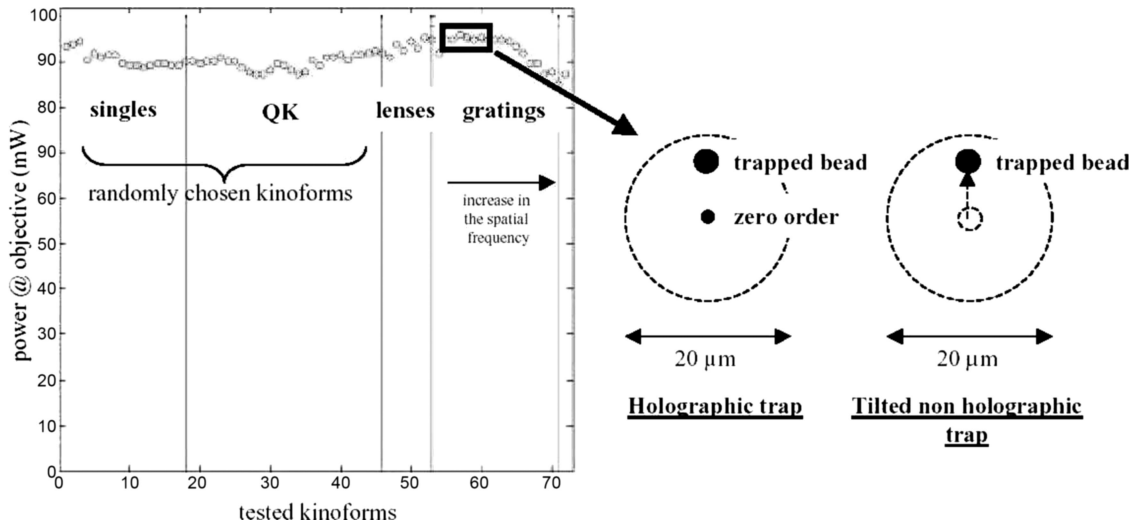 100
90
80
90
60
50
40
30
20
10
0
power @ objective (mW)
singles
QK
lenses
gratings
randomly chosen kinoforms
increase in
the spatial
frequency
0
10
20
30
40
50
60
70
tested kinoforms
trapped bead
zero order
20 µm
Holographic trap
trapped bead
20 µm
Tilted non holographic
trap